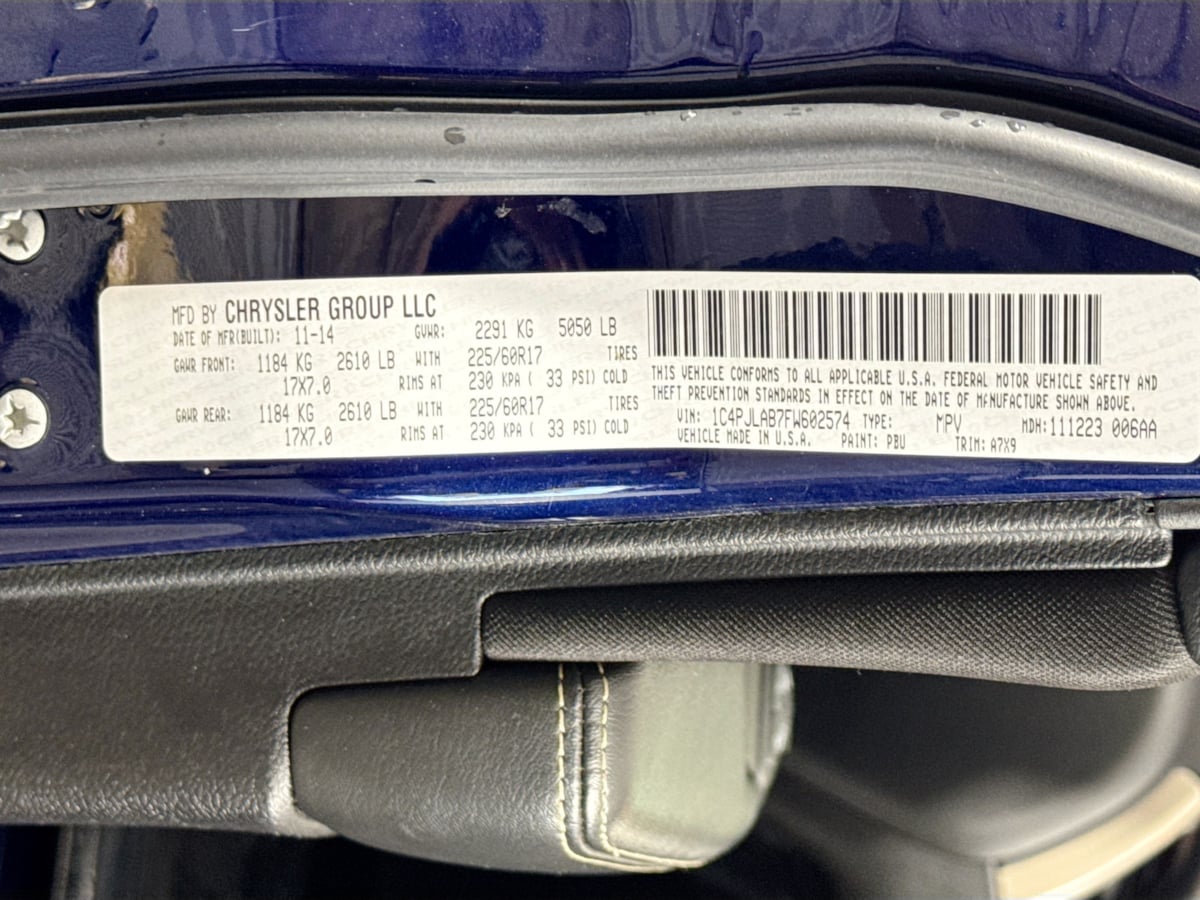 MFD BY CHRYSLER GROUP LLC
DATE OF MFR(BUILT): 11-14 GVWR: 2291 KG 5050 LB
GAWR FRONT: 1184 KG 2610 LB WITH 225/60R17 TIRES
17X7.0 RIMS AT 230 KPA ( 33 PSI) COLD
GAWR REAR: 1184 KG 2610 LB WITH 225/60R17 TIRES
17X7.0 RIMS AT 230 KPA ( 33 PSI) COLD
THIS VEHICLE CONFORMS TO ALL APPLICABLE U.S.A. FEDERAL MOTOR VEHICLE SAFETY AND
THEFT PREVENTION STANDARDS IN EFFECT ON THE DATE OF MANUFACTURE SHOWN ABOVE.
VIN: 1C4PJLAB7FW602574 TYPE: MPV MDH:111223 006AA
VEHICLE MADE IN U.S.A. PAINT: PBU TRIM: A7X9